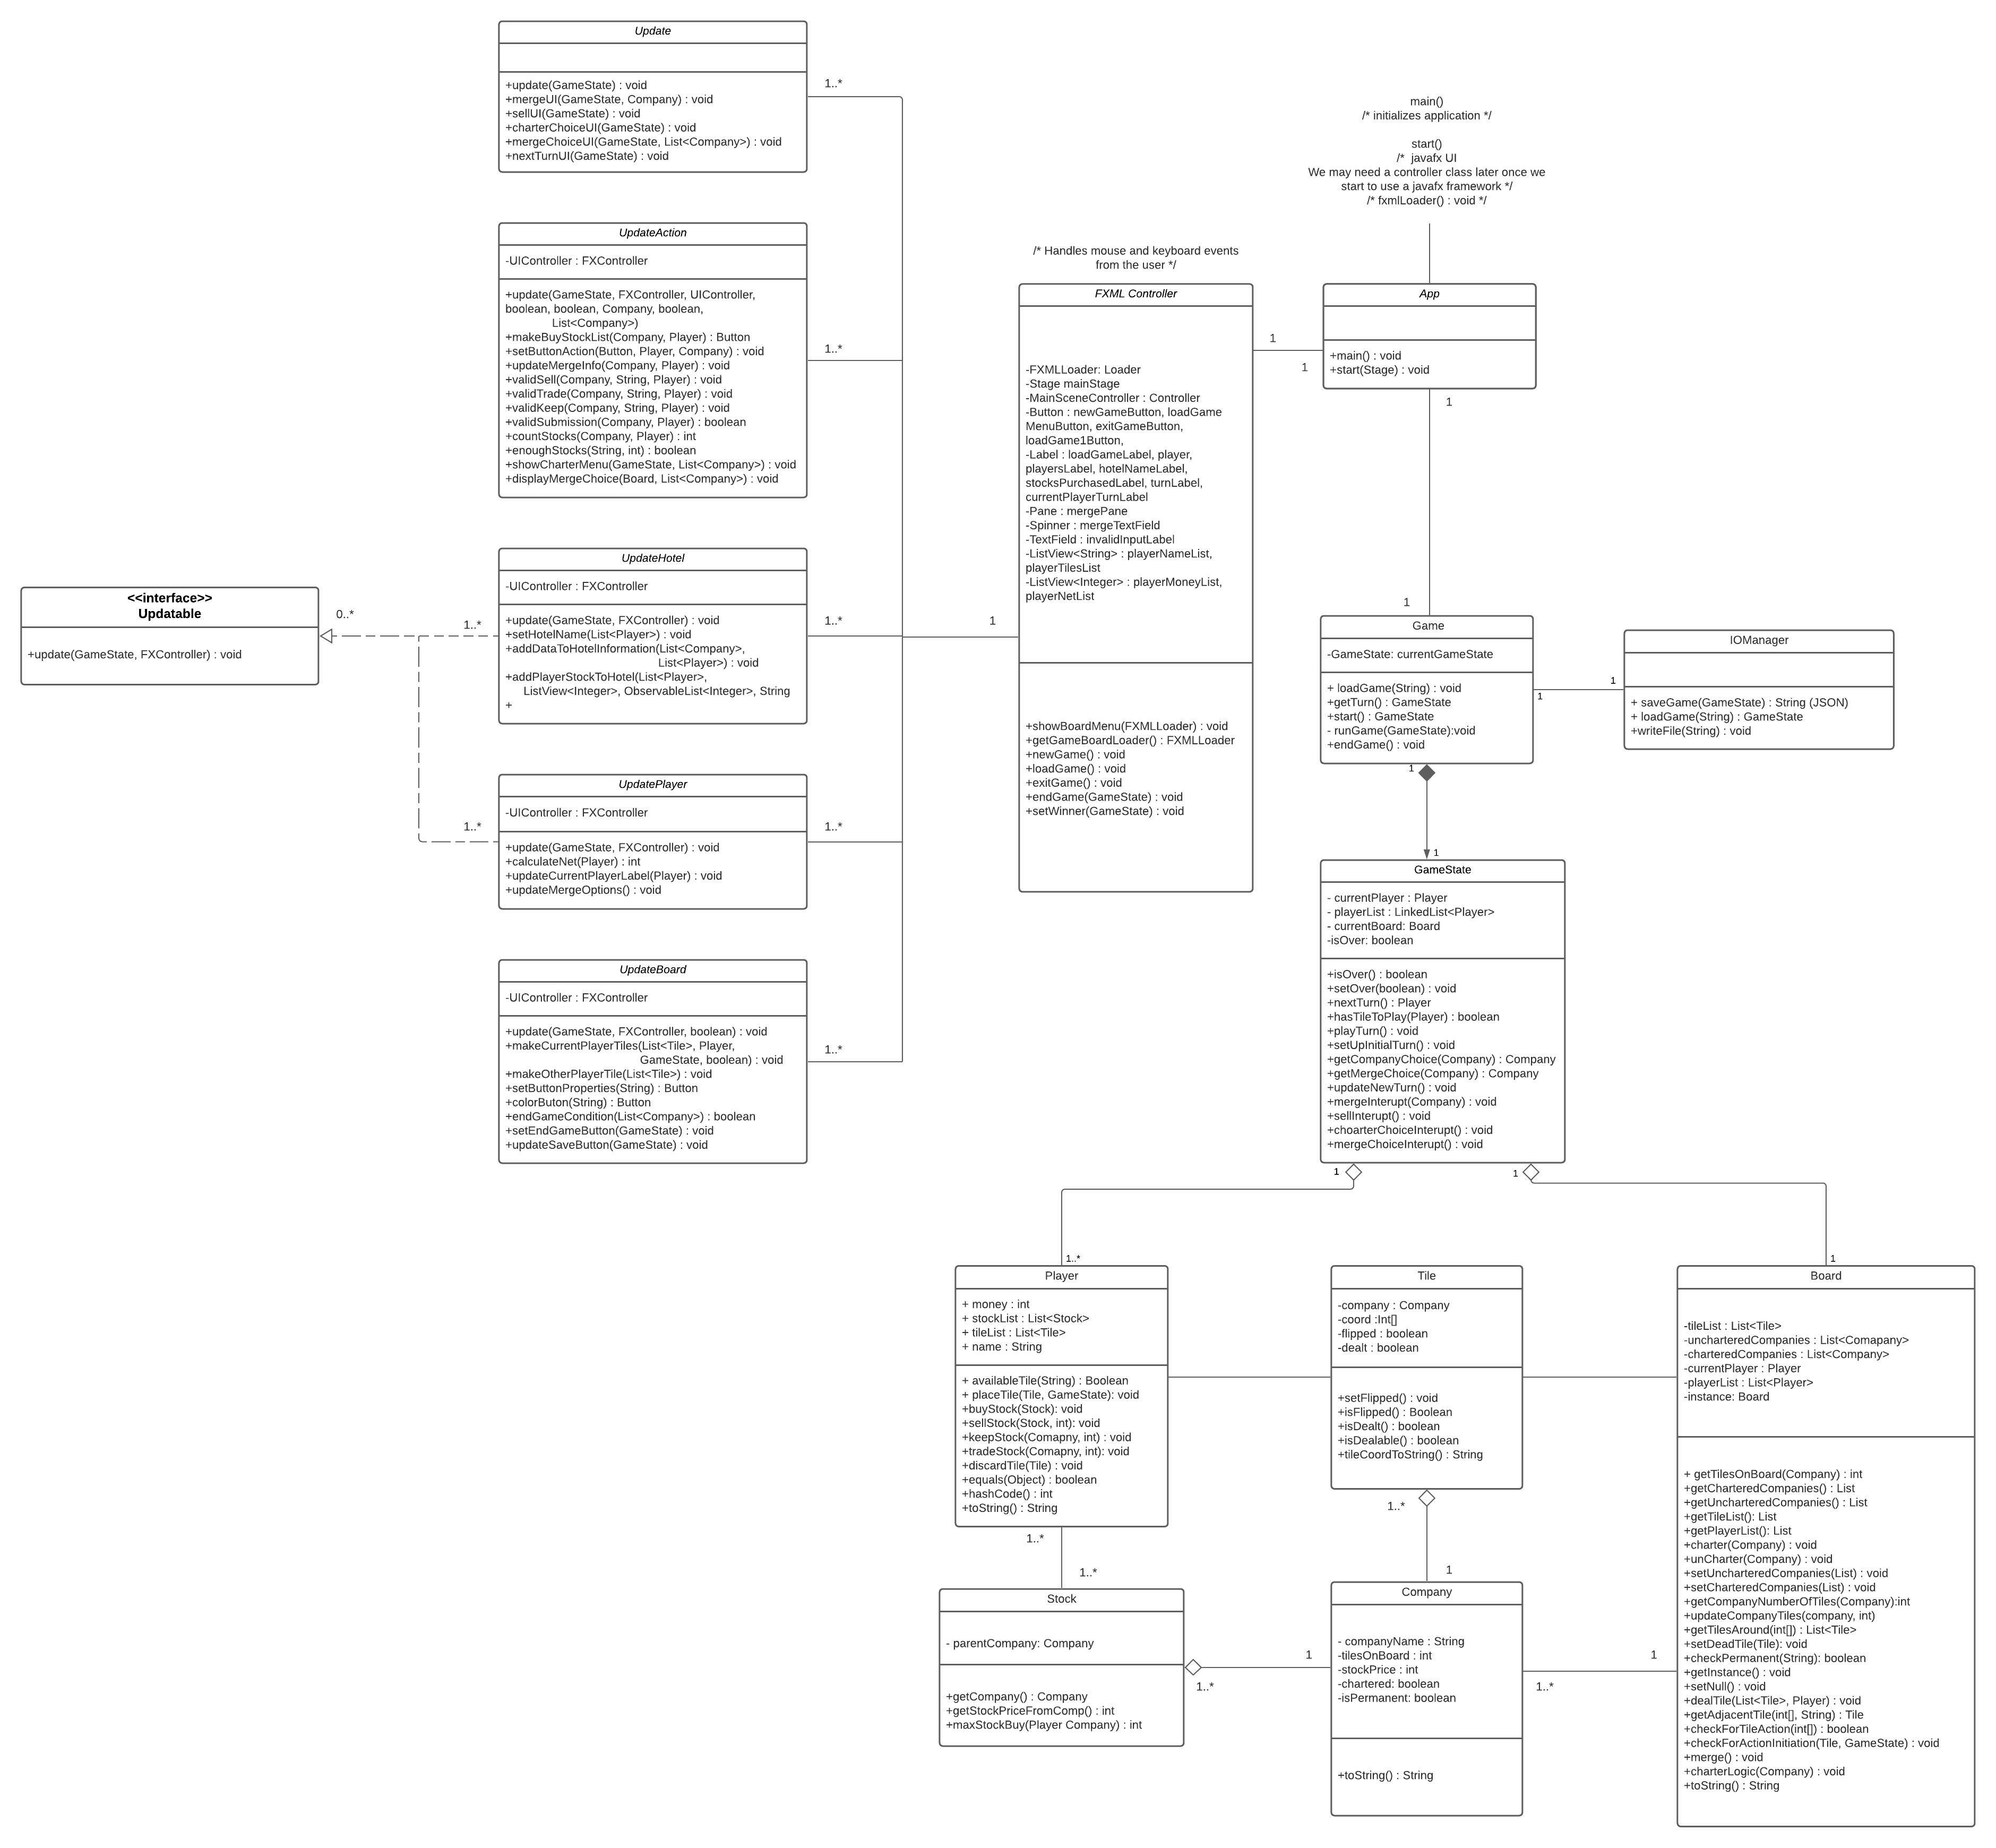 Update
+update(GameState) : void
+mergeUI(GameState, Company) : void
+sellUI(GameState) : void
+charterChoiceUI(GameState) : void
+mergeChoiceUI(GameState, List<Company>) : void
+nextTurnUI(GameState) : void
1..*
UpdateAction
-UIController : FXController
+update(GameState, FXController, UIController,
boolean, boolean, Company, boolean,
List<Company>)
+makeBuyStockList(Company, Player) : Button
+setButtonAction(Button, Player, Company) : void
+updateMergeInfo(Company, Player) : void
+validSell(Company, String, Player) : void
+validTrade(Company, String, Player) : void
+validKeep(Company, String, Player) : void
+validSubmission(Company, Player) : boolean
+countStocks(Company, Player) : int
+enoughStocks(String, int) : boolean
+showCharterMenu(GameState, List<Company>) : void
+displayMergeChoice(Board, List<Company>) : void
1..*
<<interface>>
Updatable
+update(GameState, FXController) : void
0..*
1..*
UpdateHotel
-UIController : FXController
+update(GameState, FXController) : void
+setHotelName(List<Player>) : void
+addDataToHotelInformation(List<Company>,
List<Player>) : void
+addPlayerStockToHotel(List<Player>,
ListView<Integer>, ObservableList<Integer>, String
+
1..*
1..*
UpdatePlayer
-UIController : FXController
+update(GameState, FXController) : void
+calculateNet(Player) : int
+updateCurrentPlayerLabel(Player) : void
+updateMergeOptions() : void
1..*
UpdateBoard
-UIController : FXController
+update(GameState, FXController, boolean) : void
+makeCurrentPlayerTiles(List<Tile>, Player,
GameState, boolean) : void
+makeOtherPlayerTile(List<Tile>) : void
+setButtonProperties(String) : Button
+colorButon(String) : Button
+endGameCondition(List<Company>) : boolean
+setEndGameButton(GameState) : void
+updateSaveButton(GameState) : void
1..*
1
/* Handles mouse and keyboard events
from the user */
FXML Controller
-FXMLLoader: Loader
-Stage mainStage
-MainSceneController : Controller
-Button : newGameButton, loadGame
MenuButton, exitGameButton,
loadGame1Button,
-Label : loadGameLabel, player,
playersLabel, hotelNameLabel,
stocksPurchasedLabel, turnLabel,
currentPlayerTurnLabel
-Pane : mergePane
-Spinner : mergeTextField
-TextField : invalidInputLabel
-ListView<String> : playerNameList,
playerTilesList
-ListView<Integer> : playerMoneyList,
playerNetList
+showBoardMenu(FXMLLoader) : void
+getGameBoardLoader() : FXMLLoader
+newGame() : void
+loadGame() : void
+exitGame() : void
+endGame(GameState) : void
+setWinner(GameState) : void
1
1
main()
/* initializes application */
start()
/* javafx UI
We may need a controller class later once we
start to use a javafx framework */
/* fxmlLoader() : void */
App
+main() : void
+start(Stage) : void
1
1
Game
-GameState: currentGameState
+ loadGame(String) : void
+getTurn() : GameState
+start() : GameState
- runGame(GameState):void
+endGame() : void
1
1
IOManager
+ saveGame(GameState) : String (JSON)
+ loadGame(String) : GameState
+writeFile(String) : void
1
1
GameState
- currentPlayer : Player
- playerList : LinkedList<Player>
- currentBoard: Board
-isOver: boolean
+isOver() : boolean
+setOver(boolean) : void
+nextTurn() : Player
+hasTileToPlay(Player) : boolean
+playTurn() : void
+setUpInitialTurn() : void
+getCompanyChoice(Company) : Company
+getMergeChoice(Company) : Company
+updateNewTurn() : void
+mergeInterupt(Company) : void
+sellInterupt() : void
+choarterChoiceInterupt() : void
+mergeChoiceInterupt() : void
1
1
1..*
1
Player
+ money : int
+ stockList : List<Stock>
+ tileList : List<Tile>
+ name : String
+ availableTile(String) : Boolean
+ placeTile(Tile, GameState): void
+buyStock(Stock): void
+sellStock(Stock, int): void
+keepStock(Comapny, int) : void
+tradeStock(Comapny, int): void
+discardTile(Tile) : void
+equals(Object) : boolean
+hashCode() : int
+toString() : String
1..*
1..*
Tile
-company : Company
-coord :Int[]
-flipped : boolean
-dealt : boolean
+setFlipped() : void
+isFlipped() : Boolean
+isDealt() : boolean
+isDealable() : boolean
+tileCoordToString() : String
1..*
1
Board
-tileList : List<Tile>
-uncharteredCompanies : List<Comapany>
-charteredCompanies : List<Company>
-currentPlayer : Player
-playerList : List<Player>
-instance: Board
+ getTilesOnBoard(Company) : int
+getCharteredCompanies() : List
+getUncharteredCompanies() : List
+getTileList(): List
+getPlayerList(): List
+charter(Company) : void
+unCharter(Company) : void
+setUncharteredCompanies(List) : void
+setCharteredCompanies(List) : void
+getCompanyNumberOfTiles(Company):int
+updateCompanyTiles(company, int)
+getTilesAround(int[]) : List<Tile>
+setDeadTile(Tile): void
+checkPermanent(String): boolean
+getInstance() : void
+setNull() : void
+dealTile(List<Tile>, Player) : void
+getAdjacentTile(int[], String) : Tile
+checkForTileAction(int[]) : boolean
+checkForActionInitiation(Tile, GameState) : void
+merge() : void
+charterLogic(Company) : void
+toString() : String
Stock
- parentCompany: Company
+getCompany() : Company
+getStockPriceFromComp() : int
+maxStockBuy(Player Company) : int
1
1..*
Company
- companyName : String
-tilesOnBoard : int
-stockPrice : int
-chartered: boolean
-isPermanent: boolean
+toString() : String
1
1..*